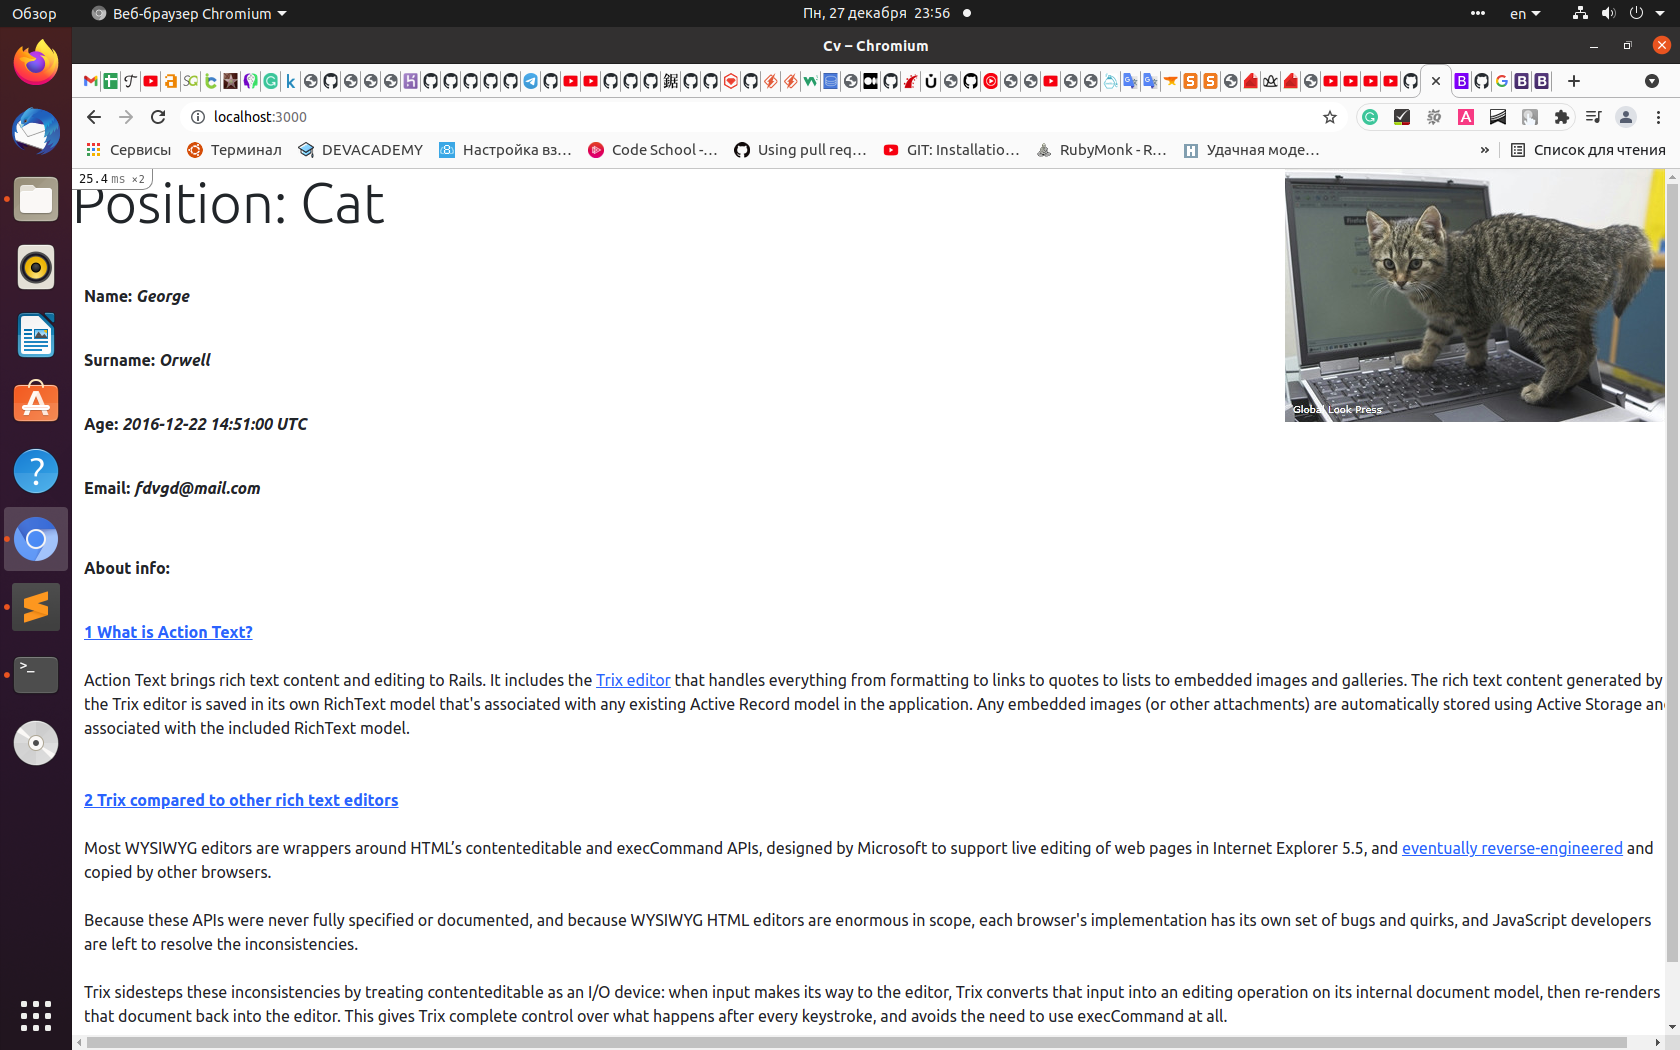 Обзор
Веб-браузер Chromium
Пн, 27 декабря 23:56
en
Cv – Chromium
localhost:3000
Сервисы
Терминал
DEVACADEMY
Настройка вз…
Code School -…
Using pull req…
GIT: Installatio…
RubyMonk - R…
Удачная моде…
»
Список для чтения
25.4 ms ×2
Position: Cat
Global Look Press
Name: George
Surname: Orwell
Age: 2016-12-22 14:51:00 UTC
Email: fdvgd@mail.com
About info:
1 What is Action Text?
Action Text brings rich text content and editing to Rails. It includes the Trix editor that handles everything from formatting to links to quotes to lists to embedded images and galleries. The rich text content generated by
the Trix editor is saved in its own RichText model that's associated with any existing Active Record model in the application. Any embedded images (or other attachments) are automatically stored using Active Storage an
associated with the included RichText model.
2 Trix compared to other rich text editors
Most WYSIWYG editors are wrappers around HTML’s contenteditable and execCommand APIs, designed by Microsoft to support live editing of web pages in Internet Explorer 5.5, and eventually reverse-engineered and
copied by other browsers.
Because these APIs were never fully specified or documented, and because WYSIWYG HTML editors are enormous in scope, each browser's implementation has its own set of bugs and quirks, and JavaScript developers
are left to resolve the inconsistencies.
Trix sidesteps these inconsistencies by treating contenteditable as an I/O device: when input makes its way to the editor, Trix converts that input into an editing operation on its internal document model, then re-renders
that document back into the editor. This gives Trix complete control over what happens after every keystroke, and avoids the need to use execCommand at all.